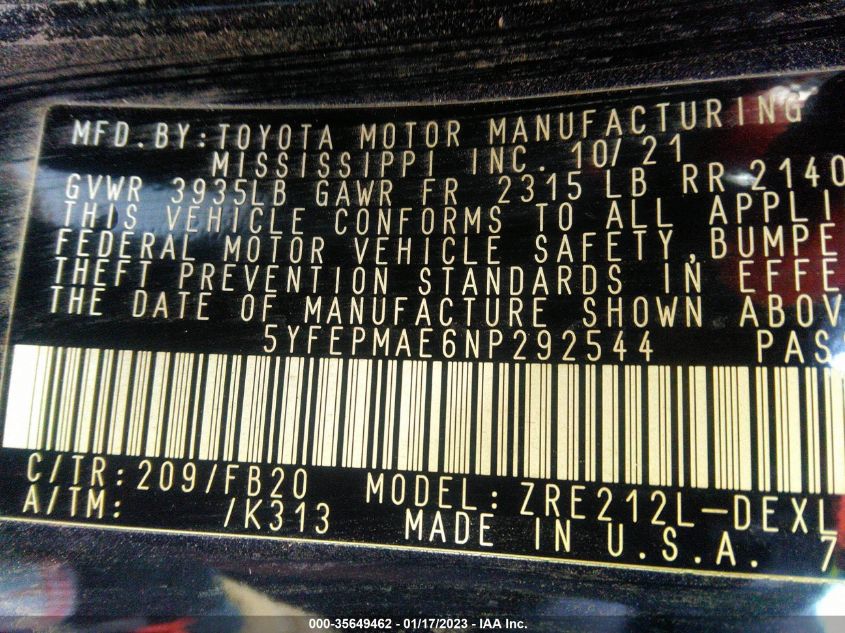 MFD.BY:TOYOTA MOTOR MANUFACTURING
MISSISSIPPI INC. 10/21
GVWR 3935LB GAWR FR 2315LB RR 2140
THIS VEHICLE CONFORMS TO ALL APPLI
FEDERAL MOTOR VEHICLE SAFETY,BUMPE
THEFT PREVENTION STANDARDS IN EFFE
THE DATE OF MANUFACTURE SHOWN ABOV
5YFEPMAE6NP292544 PAS
C/TR:209/FB20 MODEL:ZRE212L-DEXL
A/TM: /K313 MADE IN U.S.A. 7
000-35649462 - 01/17/2023 - IAA Inc.